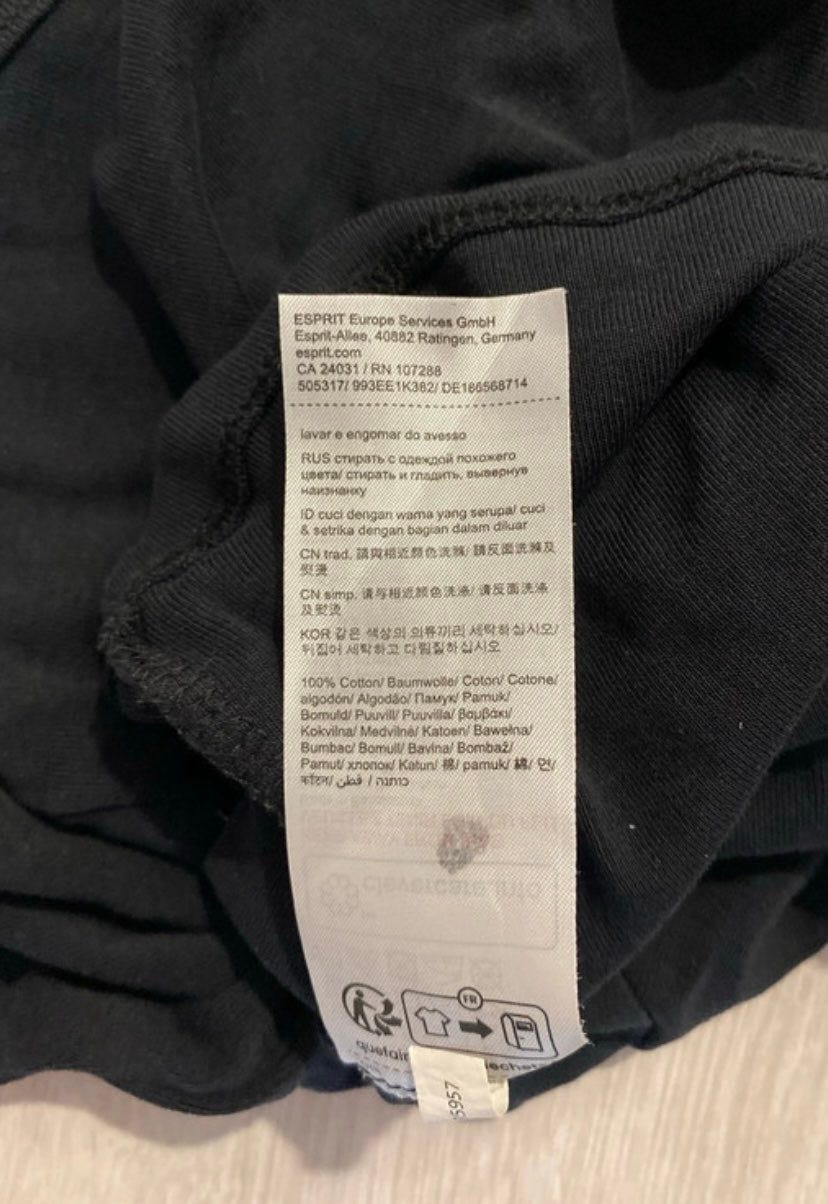 ESPRIT Europe Services GmbH
Esprit-Allee, 40882 Ratingen, Germany
esprit.com
CA 24031 / RN 107288
505317/ 993EE1K382/ DE186568714
lavar e engomar do avesso
RUS стирать с одеждой похожего
цвета/ стирать и гладить, вывернув
наизнанку
ID cuci dengan warna yang serupa/ cuci
& setrika dengan bagian dalam diluar
CN trad. 請與相近顏色洗滌/ 請反面洗滌及
熨燙
CN simp. 请与相近颜色洗涤/ 请反面洗涤
及熨烫
KOR 같은 색상의 의류끼리 세탁하십시오/
뒤집어 세탁하고 다림질하십시오
100% Cotton/ Baumwolle/ Coton/ Cotone/
algodón/ Algodão/ Памук/ Pamuk/
Bomuld/ Puuvill/ Puuvilla/ βαμβάκι/
Kokvilna/ Medvilnė/ Katoen/ Bawełna/
Bumbac/ Bomull/ Bavlna/ Bombaž/
Pamut/ хлопок/ Katun/ 棉/ pamuk/ 綿/ 면/
कॉटन/ قطن / כותנה
clevercare.info
FR
5957